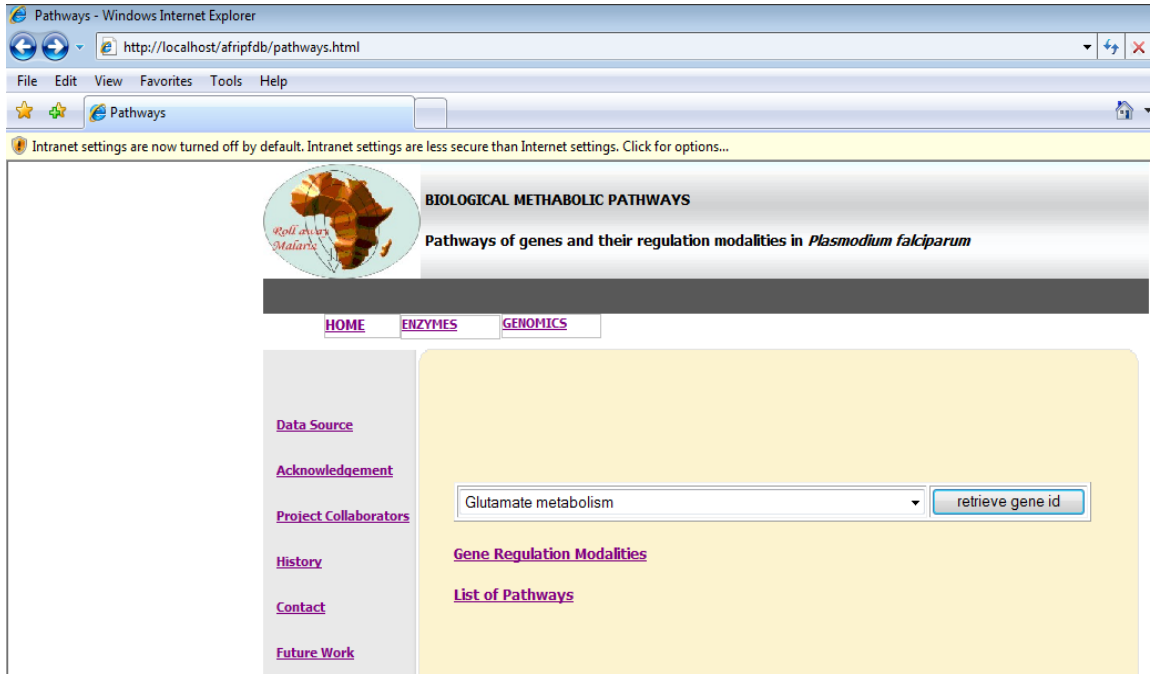 Pathways - Windows Internet Explorer
http://localhost/afripfdb/pathways.html
File Edit View Favorites Tools Help
Pathways
Intranet settings are now turned off by default. Intranet settings are less secure than Internet settings. Click for options...
Roll away
Malaria
BIOLOGICAL METHABOLIC PATHWAYS
Pathways of genes and their regulation modalities in Plasmodium falciparum
HOME ENZYMES GENOMICS
Data Source
Acknowledgement
Project Collaborators
History
Contact
Future Work
Glutamate metabolism retrieve gene id
Gene Regulation Modalities
List of Pathways